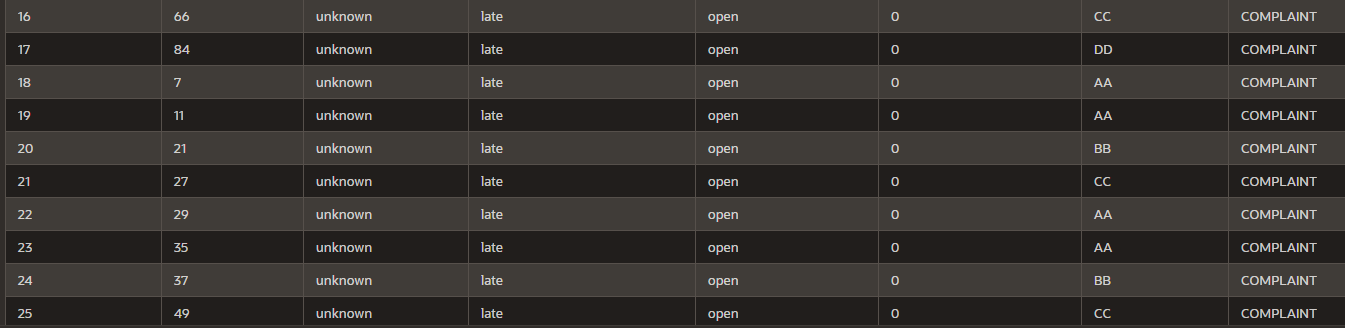 16 66 unknown late open 0 CC COMPLAINT
17 84 unknown late open 0 DD COMPLAINT
18 7 unknown late open 0 AA COMPLAINT
19 11 unknown late open 0 AA COMPLAINT
20 21 unknown late open 0 BB COMPLAINT
21 27 unknown late open 0 CC COMPLAINT
22 29 unknown late open 0 AA COMPLAINT
23 35 unknown late open 0 AA COMPLAINT
24 37 unknown late open 0 BB COMPLAINT
25 49 unknown late open 0 CC COMPLAINT